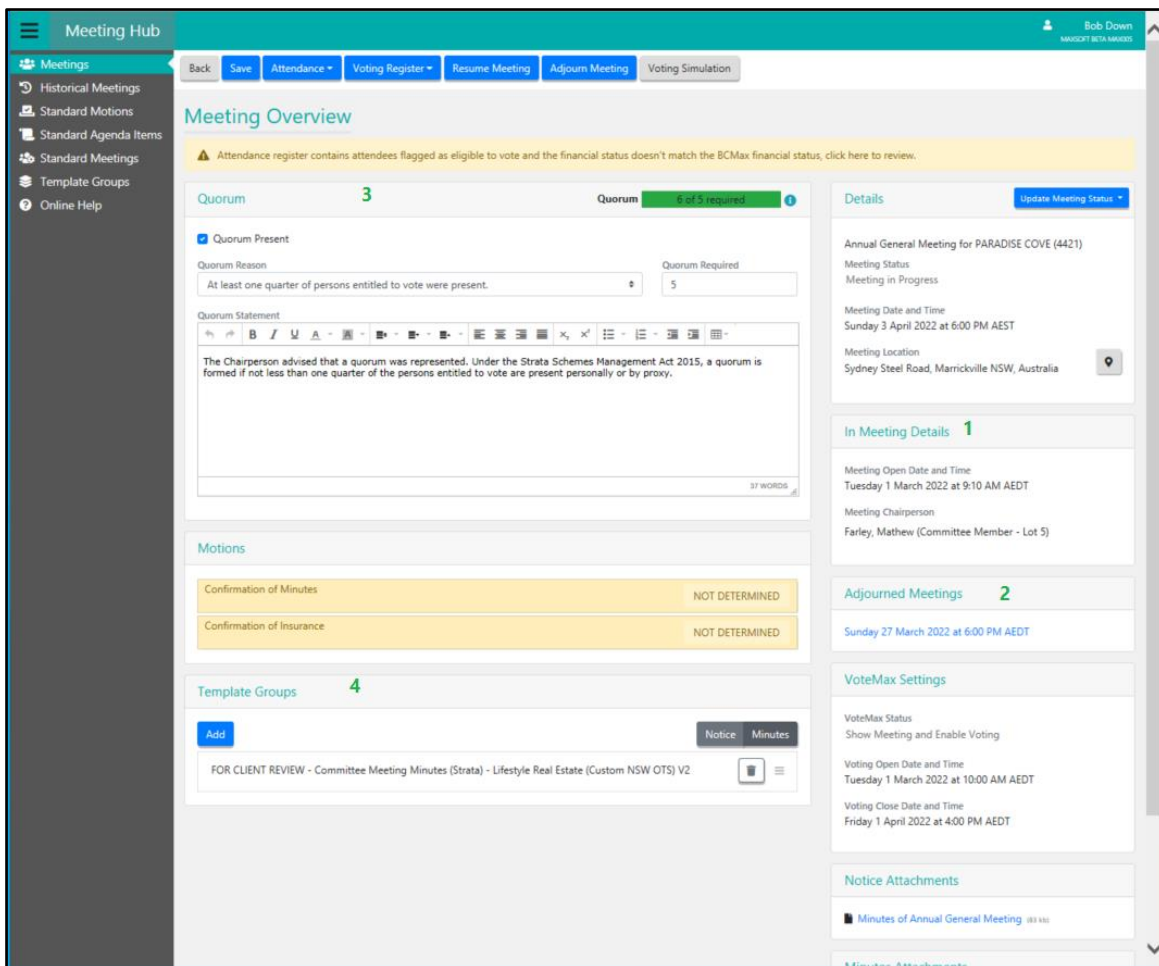 Meeting Hub
Bob Down
MAXSOFT BETA MAX005
Meetings
Historical Meetings
Standard Motions
Standard Agenda Items
Standard Meetings
Template Groups
Online Help
Back Save Attendance Voting Register Resume Meeting Adjourn Meeting Voting Simulation
Meeting Overview
Attendance register contains attendees flagged as eligible to vote and the financial status doesn't match the BCMax financial status, click here to review.
Quorum 3 Quorum 6 of 5 required
Quorum Present
Quorum Reason Quorum Required
At least one quarter of persons entitled to vote were present. 5
Quorum Statement
B I U A A
The Chairperson advised that a quorum was represented. Under the Strata Schemes Management Act 2015, a quorum is
formed if not less than one quarter of the persons entitled to vote are present personally or by proxy.
37 WORDS
Motions
Confirmation of Minutes NOT DETERMINED
Confirmation of Insurance NOT DETERMINED
Template Groups 4
Add Notice Minutes
FOR CLIENT REVIEW - Committee Meeting Minutes (Strata) - Lifestyle Real Estate (Custom NSW OTS) V2
Details Update Meeting Status
Annual General Meeting for PARADISE COVE (4421)
Meeting Status
Meeting in Progress
Meeting Date and Time
Sunday 3 April 2022 at 6:00 PM AEST
Meeting Location
Sydney Steel Road, Marrickville NSW, Australia
In Meeting Details 1
Meeting Open Date and Time
Tuesday 1 March 2022 at 9:10 AM AEDT
Meeting Chairperson
Farley, Mathew (Committee Member - Lot 5)
Adjourned Meetings 2
Sunday 27 March 2022 at 6:00 PM AEDT
VoteMax Settings
VoteMax Status
Show Meeting and Enable Voting
Voting Open Date and Time
Tuesday 1 March 2022 at 10:00 AM AEDT
Voting Close Date and Time
Friday 1 April 2022 at 4:00 PM AEDT
Notice Attachments
Minutes of Annual General Meeting
Minutes Attachments